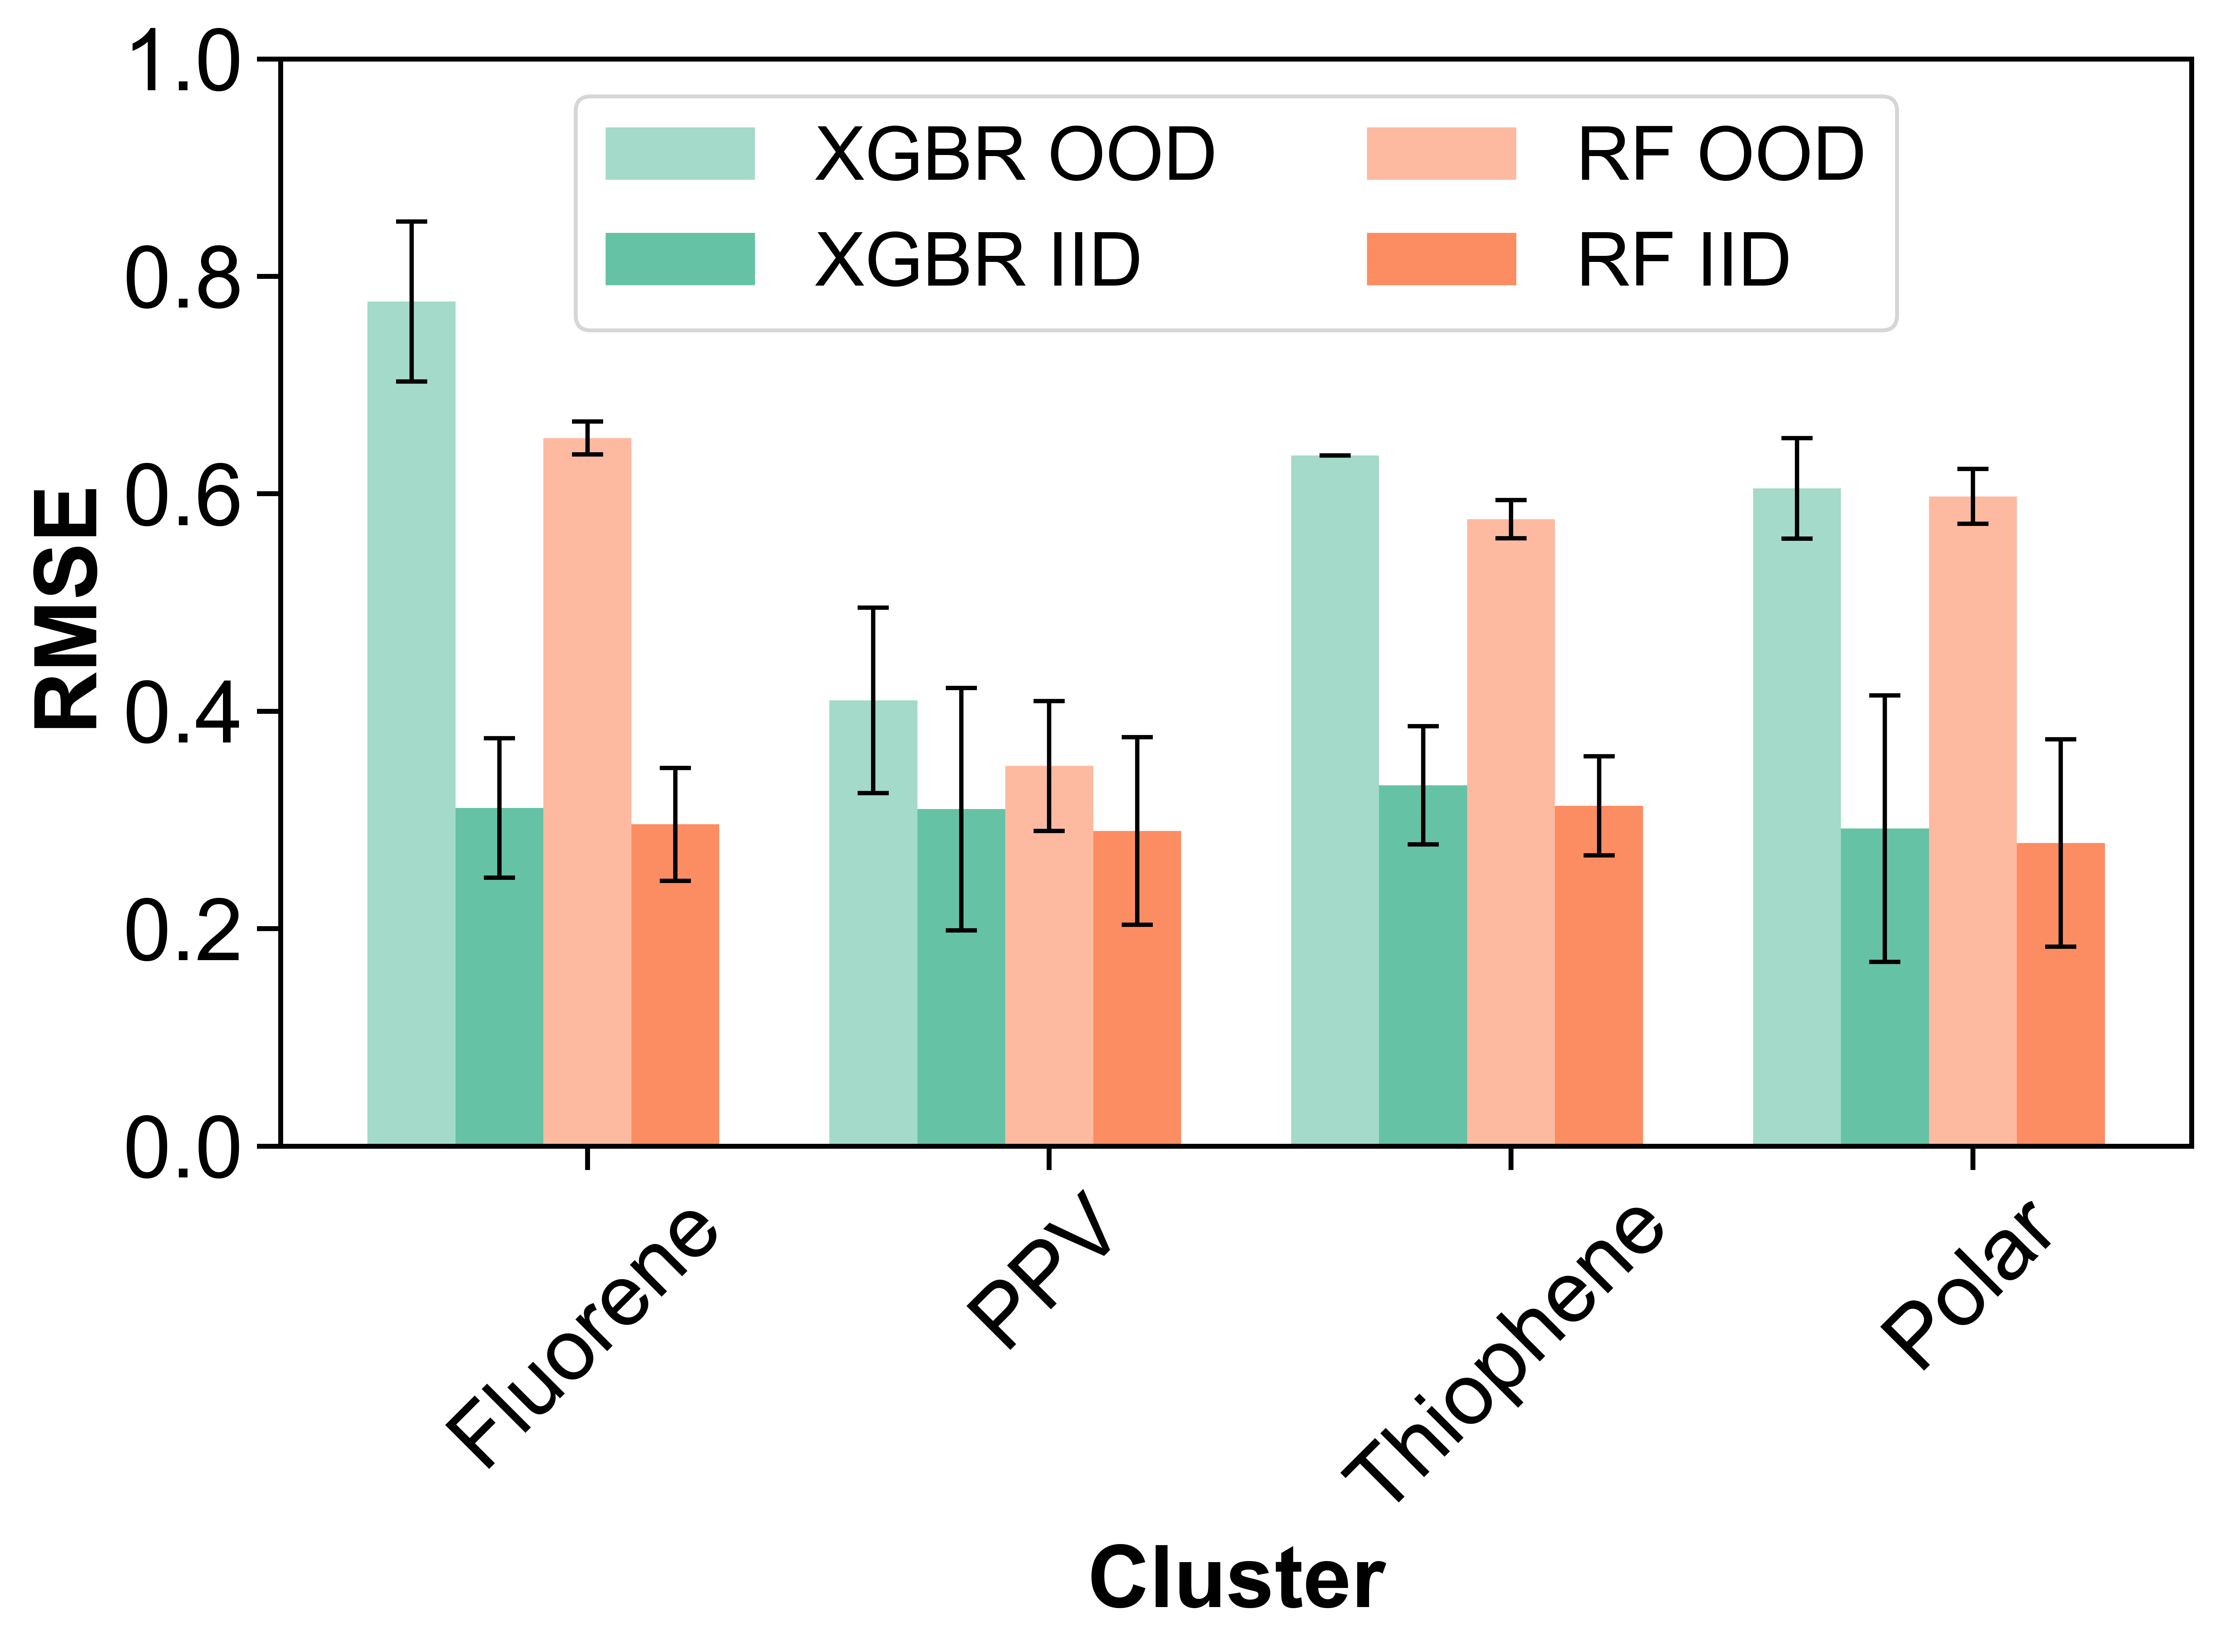 RMSE
1.0
0.8
0.6
0.4
0.2
0.0
XGBR OOD
XGBR IID
RF OOD
RF IID
Fluorene
PPV
Thiophene
Polar
Cluster